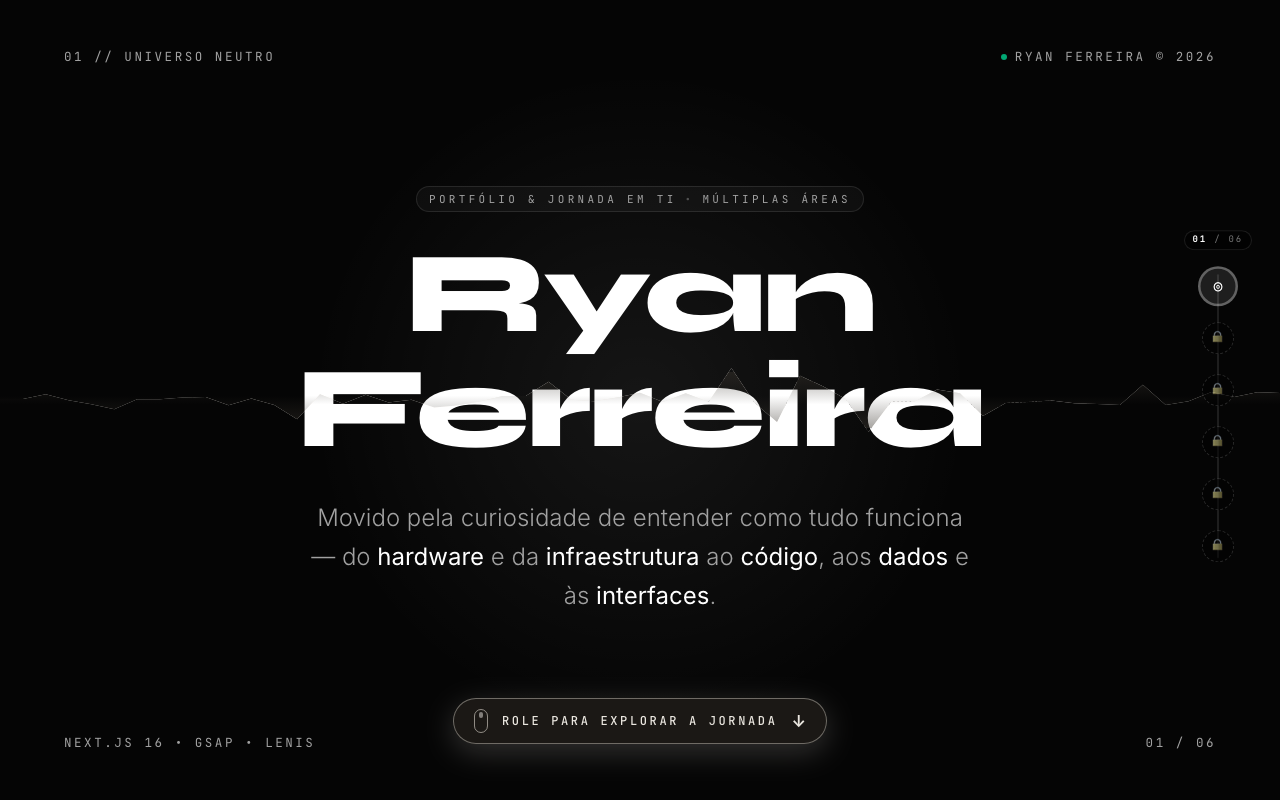 01 // UNIVERSO NEUTRO
RYAN FERREIRA © 2026
PORTFÓLIO & JORNADA EM TI · MÚLTIPLAS ÁREAS
01 / 06
Ryan
Ferreira
Movido pela curiosidade de entender como tudo funciona
— do hardware e da infraestrutura ao código, aos dados e
às interfaces.
ROLE PARA EXPLORAR A JORNADA ↓
NEXT.JS 16 • GSAP • LENIS
01 / 06